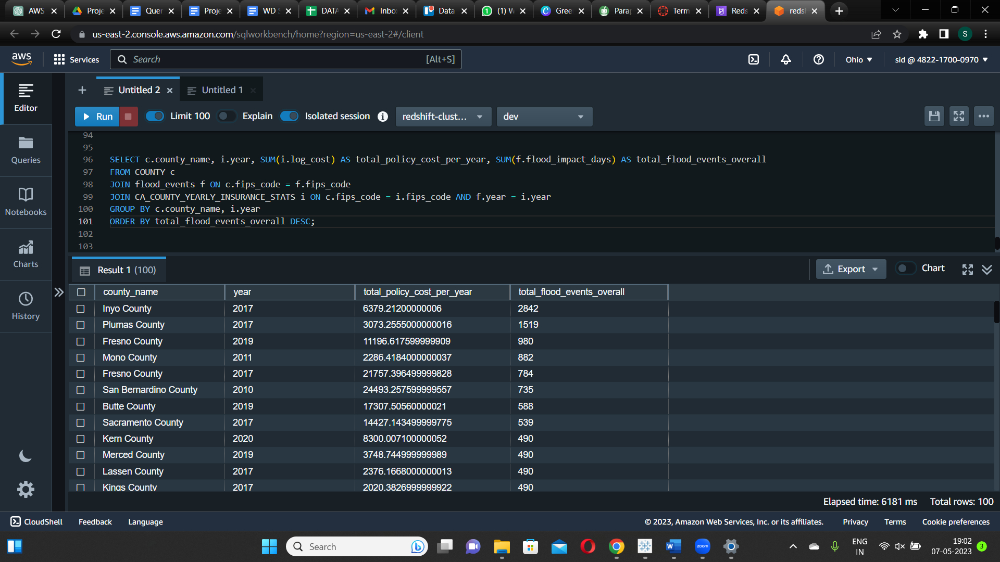 AWS
Proje
Quer
Proje
WD S
DATA
Inbo
Data
(1) W
Gree
Parap
Term
Reds
redsh
us-east-2.console.aws.amazon.com/sqlworkbench/home?region=us-east-2#/client
S
aws
Services
Search
[Alt+S]
Ohio
sid @ 4822-1700-0970
Editor
Queries
Notebooks
Charts
History
Untitled 2
Untitled 1
Run
Limit 100
Explain
Isolated session
redshift-clust...
dev
94
95
96 SELECT c.county_name, i.year, SUM(i.log_cost) AS total_policy_cost_per_year, SUM(f.flood_impact_days) AS total_flood_events_overall
97 FROM COUNTY c
98 JOIN flood_events f ON c.fips_code = f.fips_code
99 JOIN CA_COUNTY_YEARLY_INSURANCE_STATS i ON c.fips_code = i.fips_code AND f.year = i.year
100 GROUP BY c.county_name, i.year
101 ORDER BY total_flood_events_overall DESC;
102
103
Result 1 (100)
Export
Chart
county_name year total_policy_cost_per_year total_flood_events_overall
Inyo County 2017 6379.21200000006 2842
Plumas County 2017 3073.2555000000016 1519
Fresno County 2019 11196.617599999909 980
Mono County 2011 2286.4184000000037 882
Fresno County 2017 21757.396499999828 784
San Bernardino County 2010 24493.257599999557 735
Butte County 2019 17307.50560000021 588
Sacramento County 2017 14427.143499999775 539
Kern County 2020 8300.007100000052 490
Merced County 2019 3748.744999999989 490
Lassen County 2017 2376.1668000000013 490
Kings County 2017 2020.3826999999922 490
Elapsed time: 6181 ms Total rows: 100
CloudShell
Feedback
Language
© 2023, Amazon Web Services, Inc. or its affiliates.
Privacy
Terms
Cookie preferences
Search
W
zoom
ENG
IN
19:02
07-05-2023
3